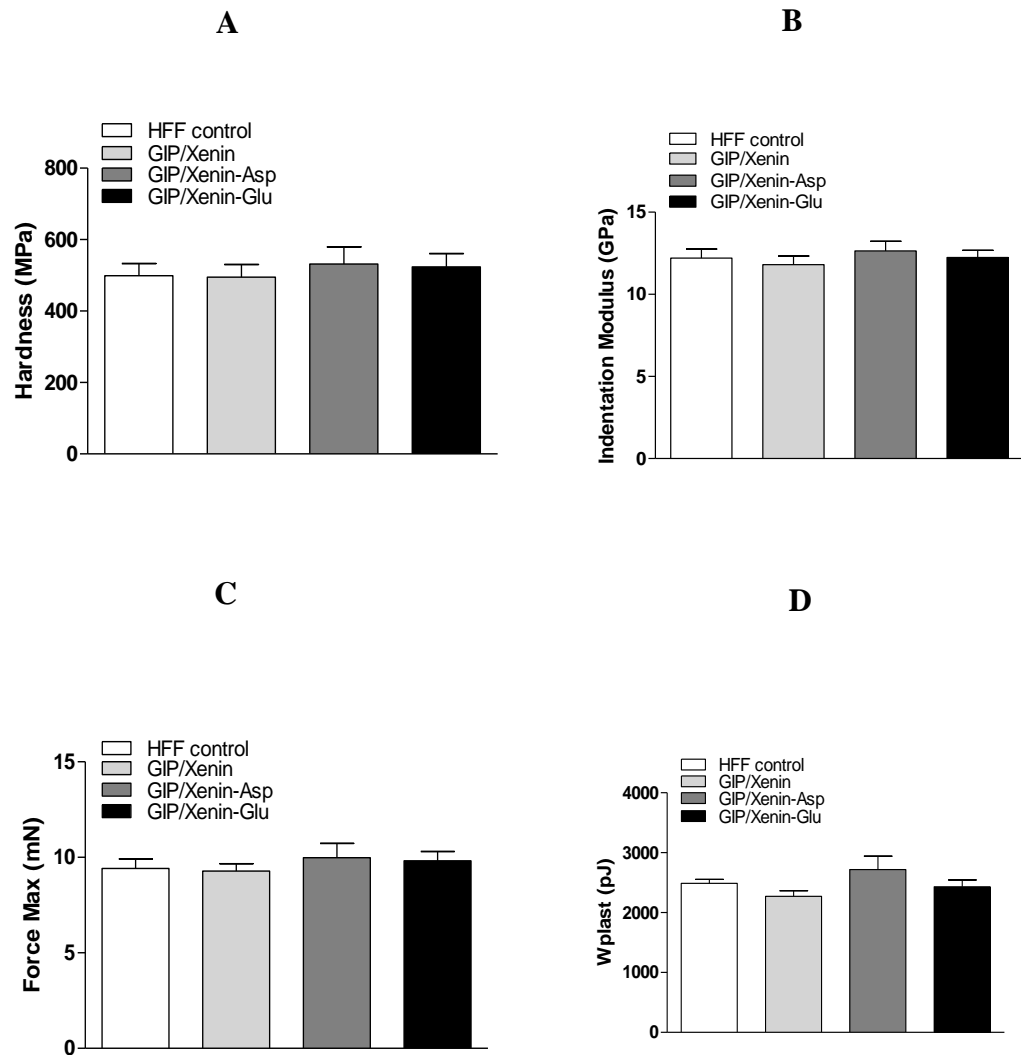 A
HFF control
GIP/Xenin
GIP/Xenin-Asp
GIP/Xenin-Glu
800
600
400
200
0
Hardness (MPa)
B
HFF control
GIP/Xenin
GIP/Xenin-Asp
GIP/Xenin-Glu
15
10
5
0
Indentation Modulus (GPa)
C
HFF control
GIP/Xenin
GIP/Xenin-Asp
GIP/Xenin-Glu
15
10
5
0
Force Max (mN)
D
HFF control
GIP/Xenin
GIP/Xenin-Asp
GIP/Xenin-Glu
4000
3000
2000
1000
0
Wplast (pJ)